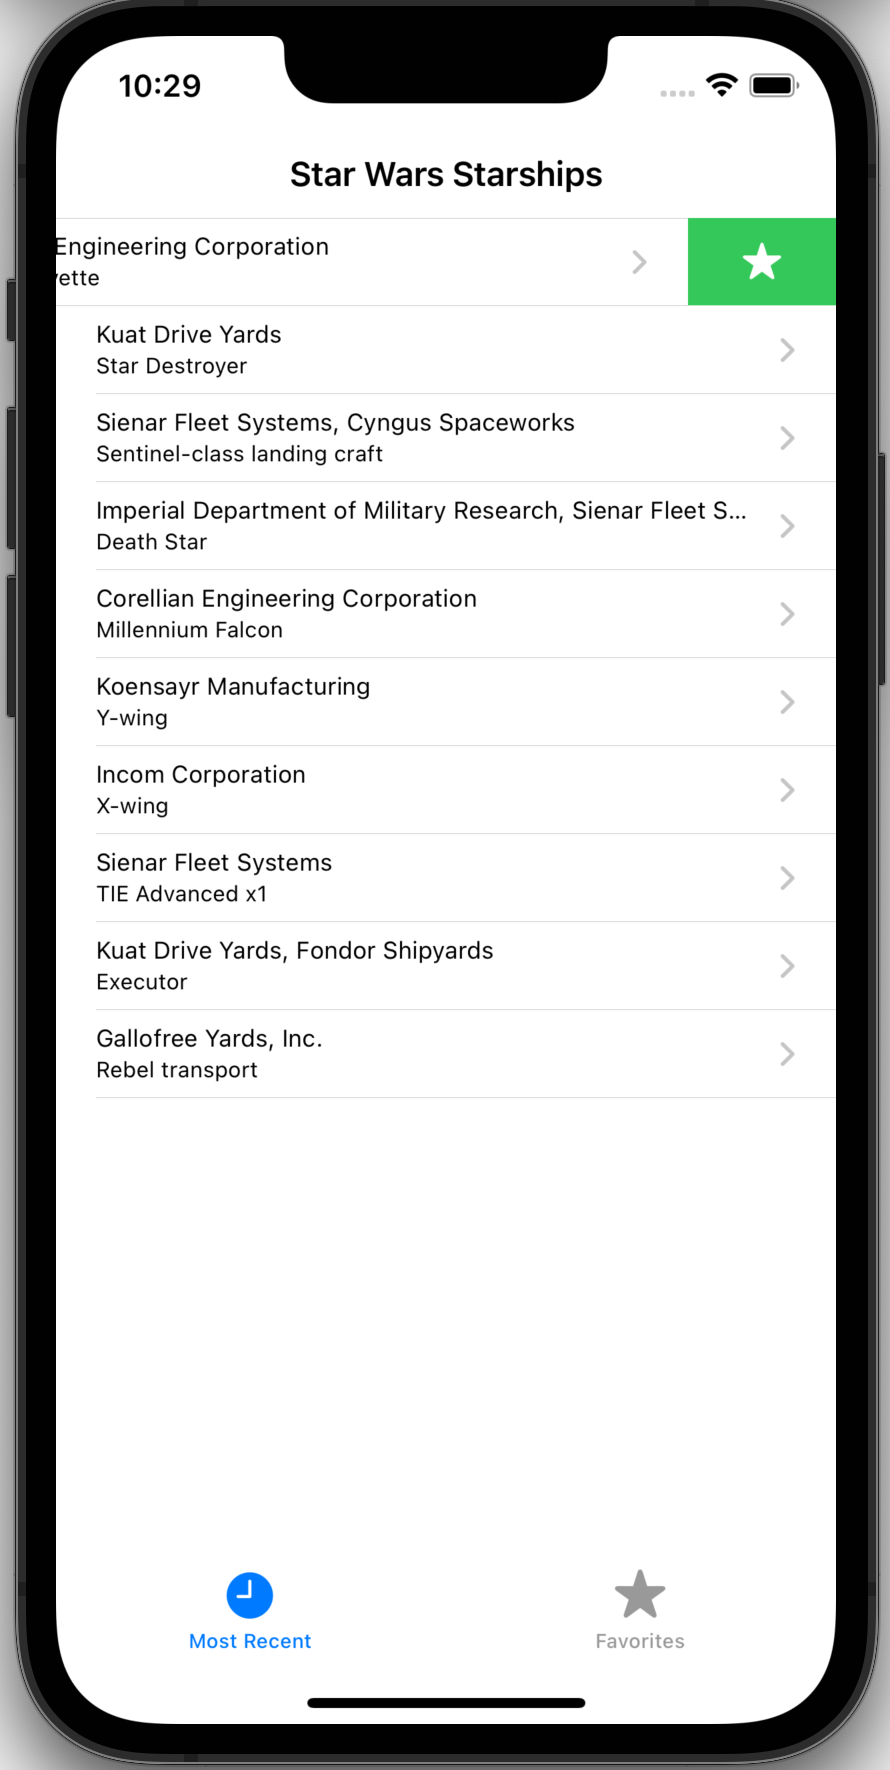 10:29
Star Wars Starships
Engineering Corporation
vette
Kuat Drive Yards
Star Destroyer
Sienar Fleet Systems, Cyngus Spaceworks
Sentinel-class landing craft
Imperial Department of Military Research, Sienar Fleet S...
Death Star
Corellian Engineering Corporation
Millennium Falcon
Koensayr Manufacturing
Y-wing
Incom Corporation
X-wing
Sienar Fleet Systems
TIE Advanced x1
Kuat Drive Yards, Fondor Shipyards
Executor
Gallofree Yards, Inc.
Rebel transport
Most Recent
Favorites